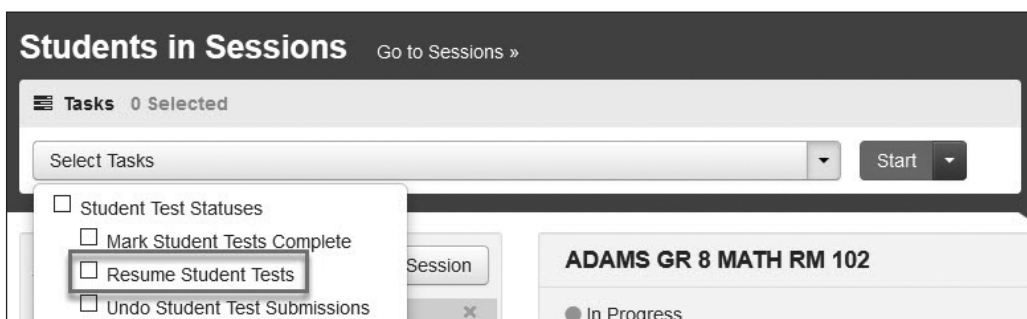 Students in Sessions Go to Sessions »
Tasks 0 Selected
Select Tasks Start
Student Test Statuses
Mark Student Tests Complete
Resume Student Tests
Undo Student Test Submissions
Session
ADAMS GR 8 MATH RM 102
In Progress